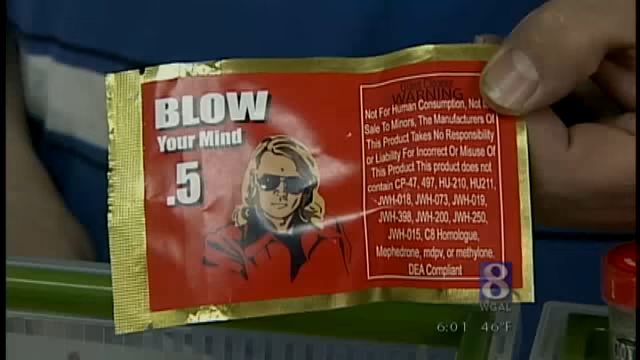 BLOW
Your Mind
.5
WARNING
Not For Human Consumption, Not
Sale To Minors, The Manufacturers Of
This Product Takes No Responsibility
or Liability For Incorrect or Misuse Of
This Product This product does not
contain CP-47, 497, HU-210, HU211,
JWH-018, JWH-073, JWH-019,
JWH-398, JWH-200, JWH-250,
JWH-015, C8 Homologue,
Mephedrone, mdpv, or methylone.
DEA Compliant
8
WGAL
6:01 46°F